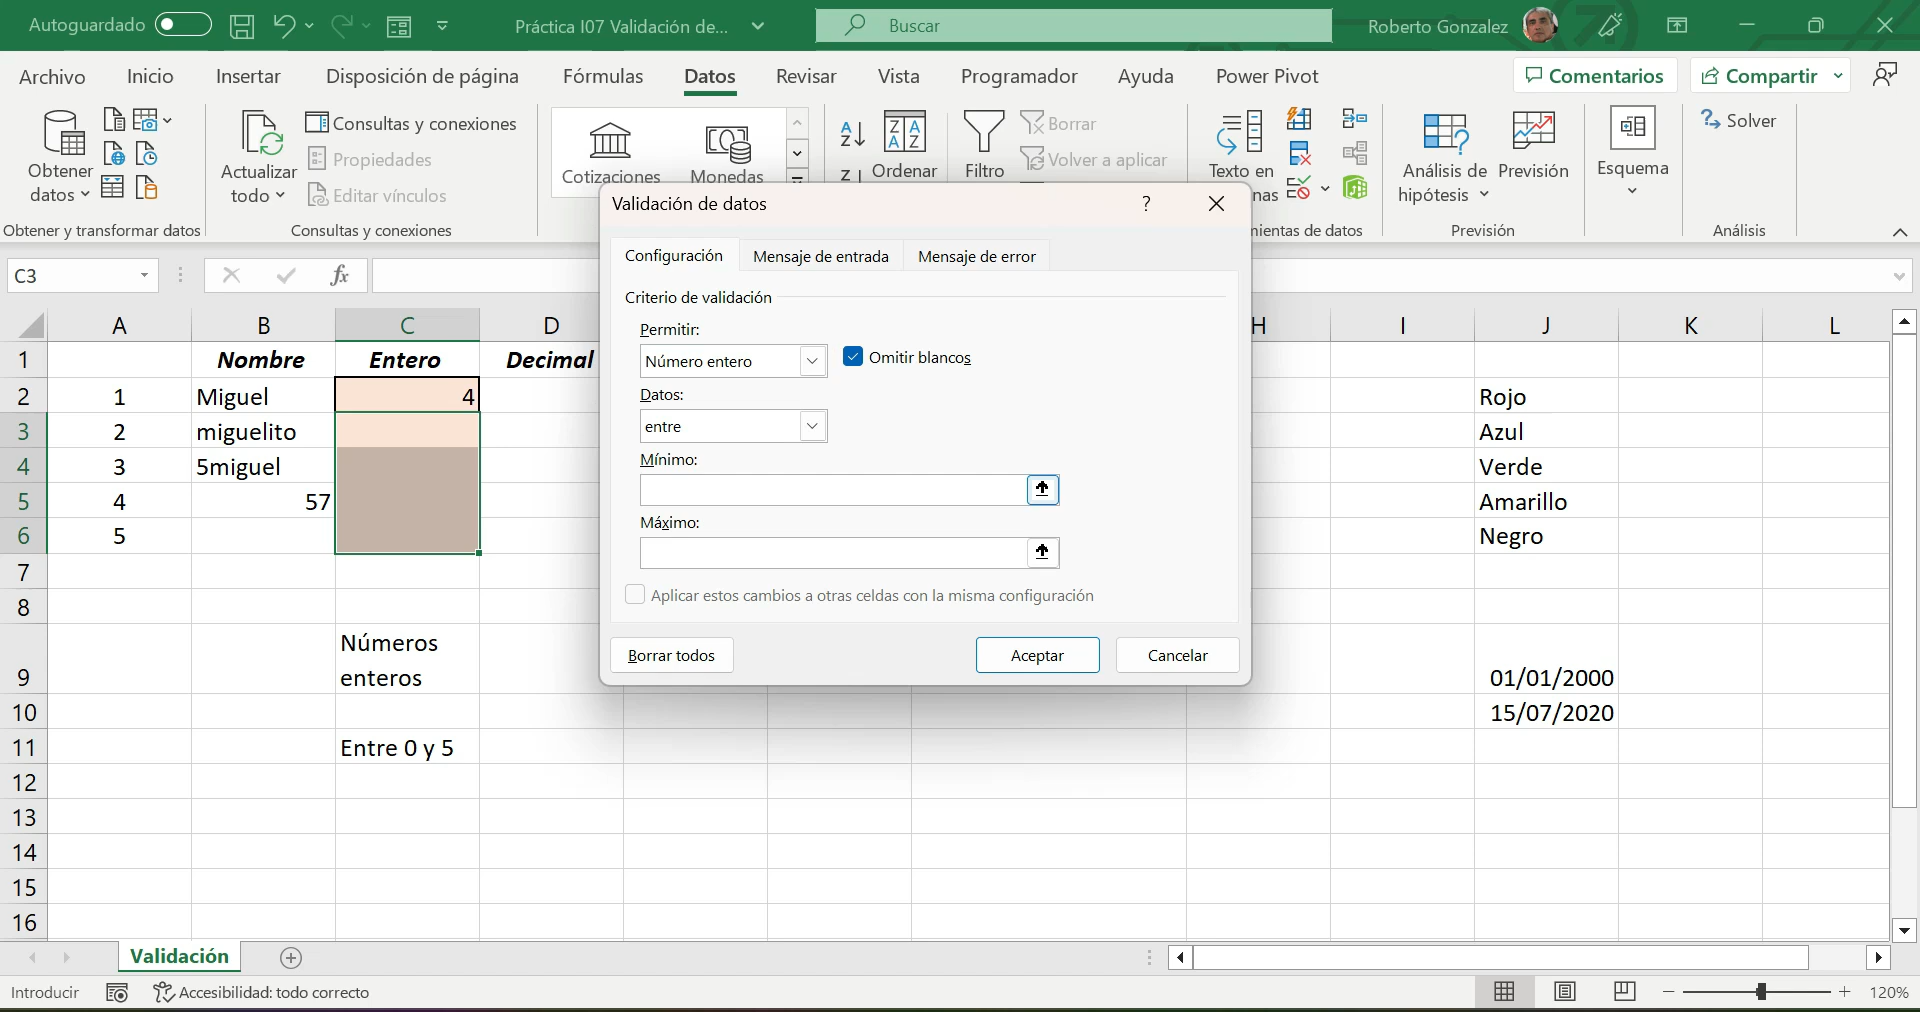 Autoguardado
Práctica I07 Validación de...
Buscar
Roberto Gonzalez
Archivo Inicio Insertar Disposición de página Fórmulas Datos Revisar Vista Programador Ayuda Power Pivot
Comentarios Compartir
Obtener datos
Obtener y transformar datos
Actualizar todo
Consultas y conexiones
Propiedades
Editar vínculos
Consultas y conexiones
Cotizaciones Monedas
Ordenar
Filtro
Borrar
Volver a aplicar
Texto en
nas
ientas de datos
Análisis de
hipótesis
Previsión
Previsión
Esquema
Solver
Análisis
C3
fx
Validación de datos
?
Configuración Mensaje de entrada Mensaje de error
Criterio de validación
Permitir:
Número entero
Omitir blancos
Datos:
entre
Mínimo:
Máximo:
Aplicar estos cambios a otras celdas con la misma configuración
Borrar todos Aceptar Cancelar
A B C D H I J K L
1 Nombre Entero Decimal
2 1 Miguel 4 Rojo
3 2 miguelito Azul
4 3 5miguel Verde
5 4 57 Amarillo
6 5 Negro
7
8
Números
9 enteros 01/01/2000
10 15/07/2020
11 Entre 0 y 5
12
13
14
15
16
Validación
Introducir
Accesibilidad: todo correcto
120%